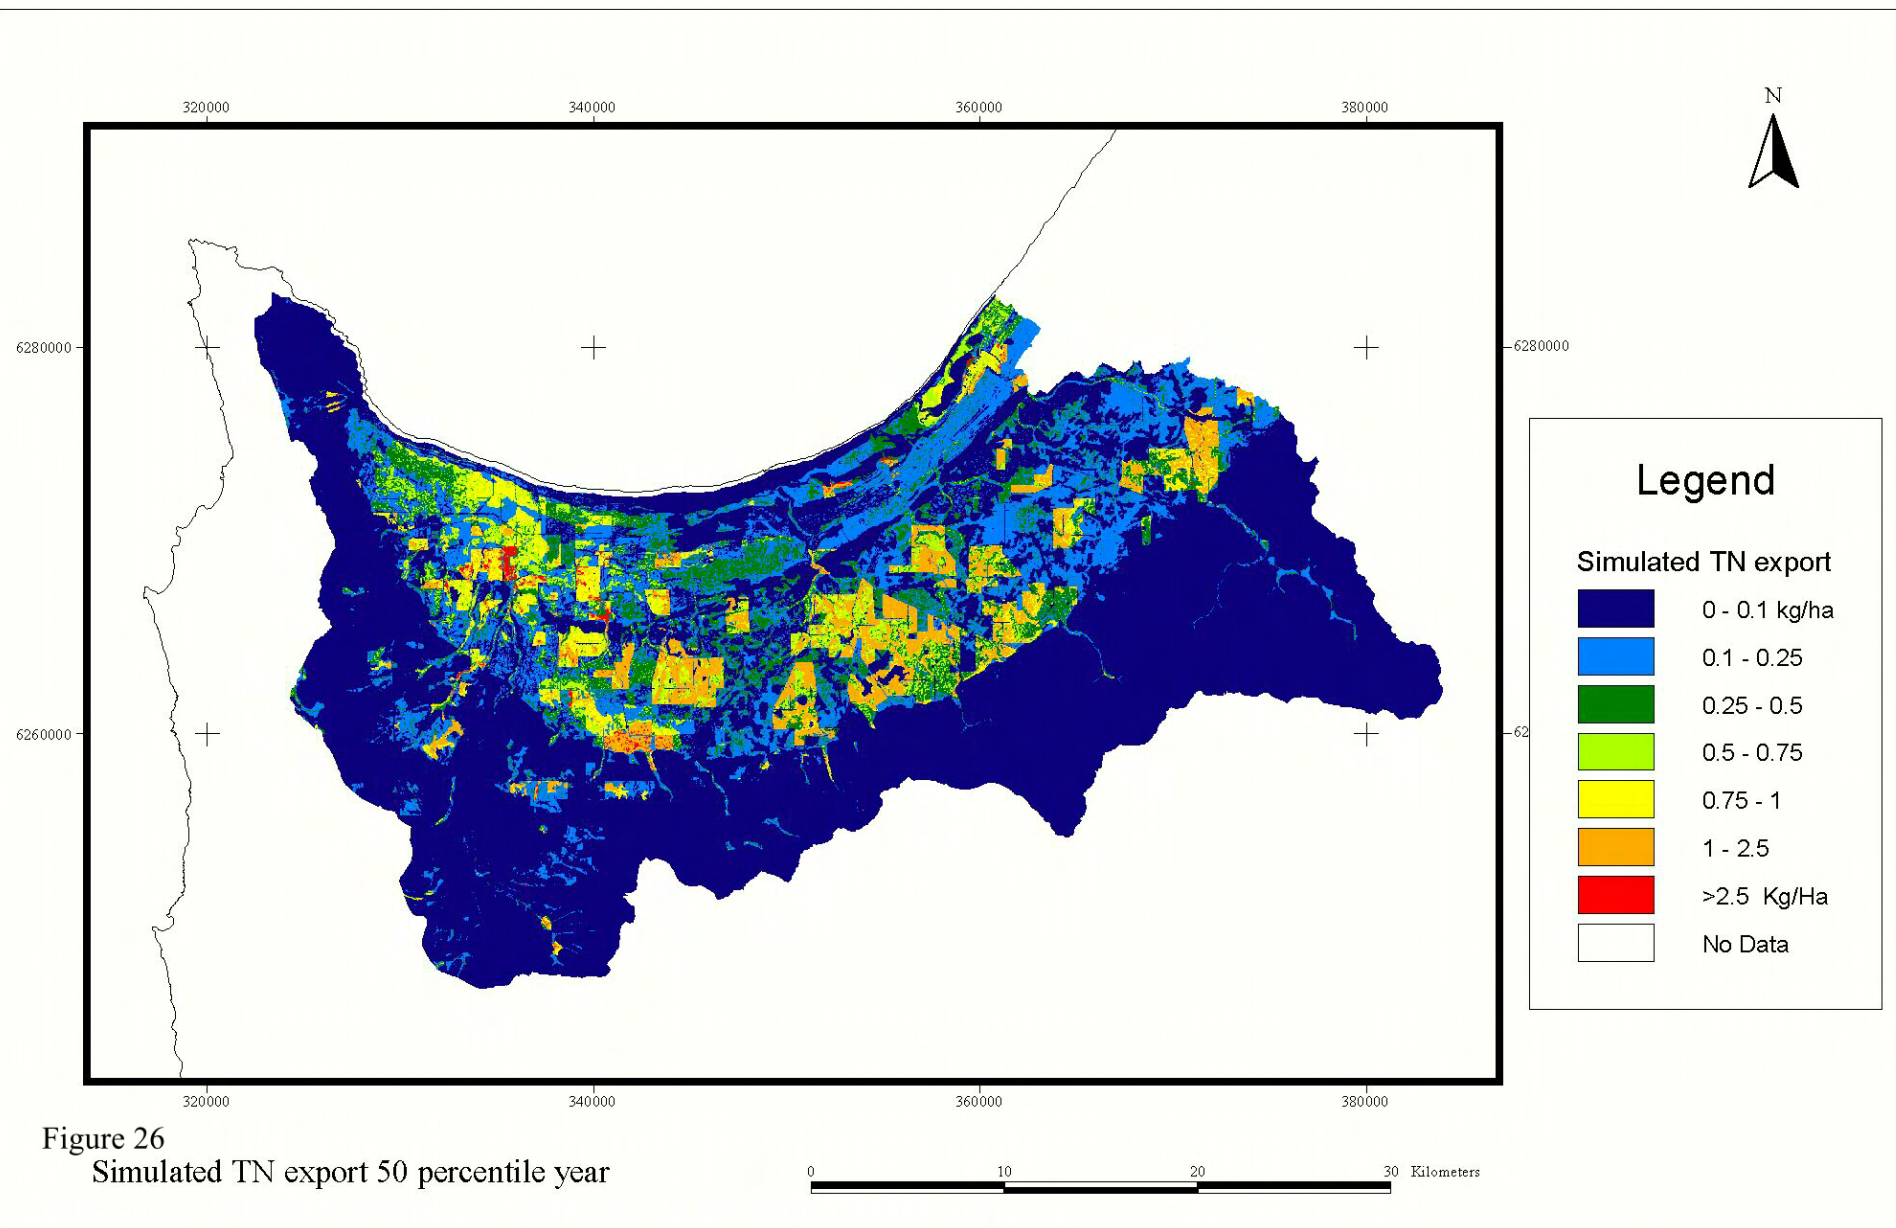 320000 340000 360000 380000
N
6280000 6280000
Legend
Simulated TN export
0 - 0.1 kg/ha
0.1 - 0.25
0.25 - 0.5
0.5 - 0.75
0.75 - 1
1 - 2.5
>2.5 Kg/Ha
No Data
6260000 62
320000 340000 360000 380000
Figure 26
Simulated TN export 50 percentile year
0 10 20 30 Kilometers